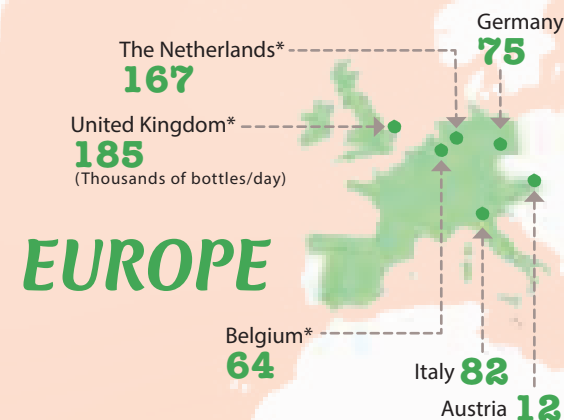 Germany
75
The Netherlands*
167
United Kingdom*
185
(Thousands of bottles/day)
EUROPE
Belgium*
64
Italy 82
Austria 12